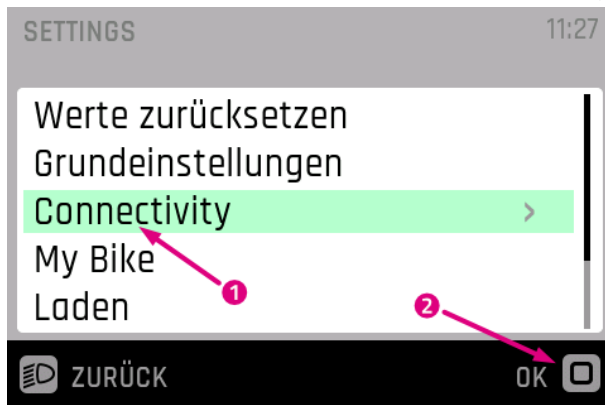 SETTINGS 11:27
Werte zurücksetzen
Grundeinstellungen
Connectivity >
My Bike
1
2
Laden
ZURÜCK OK